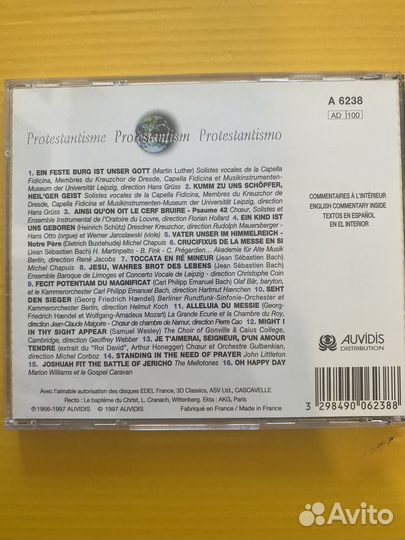 A 6238
AD 100
Protestantisme Protestantism Protestantismo
1. EIN FESTE BURG IST UNSER GOTT (Martin Luther) Solistes vocales de la Capella
Fidicina, Membres du Kreuzchor de Dresde, Capella Fidicina et Musikinstrumenten-
Museum der Universität Leipzig, direction Hans Grüss 2. KUMM ZU UNS SCHÖPFER,
HEIL'GER GEIST Solistes vocales de la Capella Fidicina, Membres du Kreuzchor de
Dresde, Capella Fidicina et Musikinstrumenten-Museum der Universität Leipzig, direction
Hans Grüss 3. AINSI QU'ON OIT LE CERF BRUIRE - Psaume 42 Chœur, Solistes et
Ensemble Instrumental de l'Oratoire du Louvre, direction Florian Hollard 4. EIN KIND IST
UNS GEBOREN (Heinrich Schütz) Dresdner Kreuzchor, direction Rudolph Mauersberger -
Hans Otto (orgue) et Werner Jaroslawski (viole) 5. VATER UNSER IM HIMMELREICH -
Notre Père (Dietrich Buxtehude) Michel Chapuis 6. CRUCIFIXUS DE LA MESSE EN SI
(Jean Sébastian Bach) H. Martinpelto - B. Fink - C. Prégardien... Akademie für Alte Musik
Berlin, direction René Jacobs 7. TOCCATA EN RÉ MINEUR (Jean Sébastian Bach)
Michel Chapuis 8. JESU, WAHRES BROT DES LEBENS (Jean Sébastian Bach)
Ensemble Baroque de Limoges et Concerto Vocale de Leipzig, direction Christophe Coin
9. FECIT POTENTIAM DU MAGNIFICAT (Carl Philipp Emanuel Bach) Olaf Bär, baryton,
et le Kammerorchester Carl Philipp Emanuel Bach, direction Hartmut Haenchen 10. SEHT
DEN SIEGER (Georg Friedrich Haendel) Berliner Rundfunk-Sinfonie-Orchester et
Kammerorchester Berlin, direction Helmut Koch 11. ALLELUIA DU MESSIE (Georg-
Friedrich Haendel et Wolfgang-Amadeus Mozart) La Grande Ecurie et la Chambre du Roy,
direction Jean-Claude Malgoire - Chœur de chambre de Namur, direction Pierre Cao 12. MIGHT I
IN THY SIGHT APPEAR (Samuel Wesley) The Choir of Gonville & Caius College,
Cambridge, direction Geoffrey Webber 13. JE T'AIMERAI, SEIGNEUR, D'UN AMOUR
TENDRE (extrait du "Roi David", Arthur Honegger) Chœur et Orchestre Gulbenkian,
direction Michel Corboz 14. STANDING IN THE NEED OF PRAYER John Littleton
15. JOSHUAH FIT THE BATTLE OF JERICHO The Mellotones 16. OH HAPPY DAY
Marion Williams et le Gospel Caravan
Avec l'aimable autorisation des disques EDEL France, 3D Classics, ASV Ltd., CASCAVELLE
Recto : Le baptême du Christ, L. Cranach, Wittenberg. Ekta : AKG, Paris
℗ 1966-1997 AUVIDIS © 1997 AUVIDIS Fabriqué en France / Made in France
COMMENTAIRES À L'INTÉRIEUR
ENGLISH COMMENTARY INSIDE
TEXTOS EN ESPAÑOL
EN EL INTERIOR
AUVIDIS
DISTRIBUTION
3 298490 062388
Avito